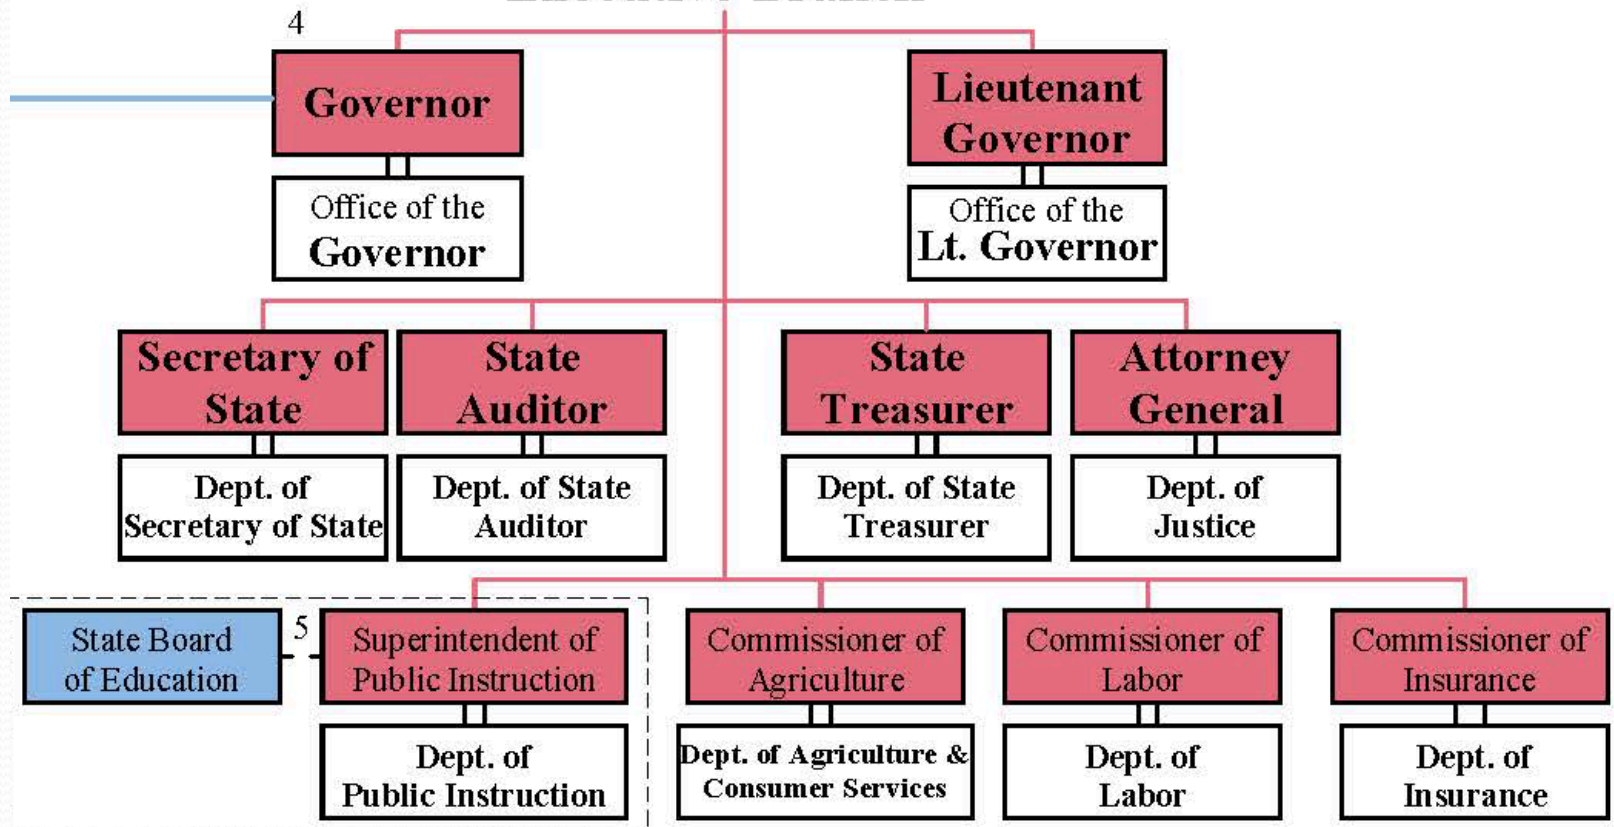 4
Governor
Lieutenant
Governor
Office of the
Governor
Office of the
Lt. Governor
Secretary of
State
State
Auditor
State
Treasurer
Attorney
General
Dept. of
Secretary of State
Dept. of State
Auditor
Dept. of State
Treasurer
Dept. of
Justice
State Board
of Education
5
Superintendent of
Public Instruction
Commissioner of
Agriculture
Commissioner of
Labor
Commissioner of
Insurance
Dept. of
Public Instruction
Dept. of Agriculture &
Consumer Services
Dept. of
Labor
Dept. of
Insurance